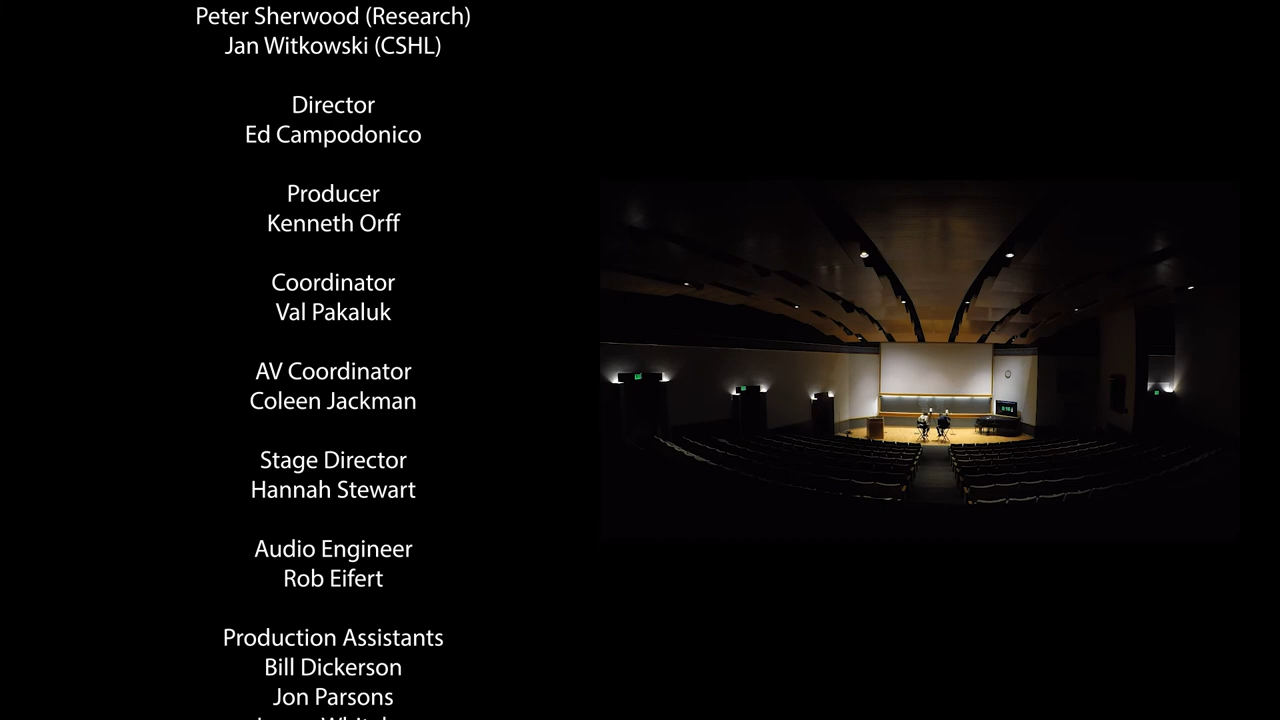 Peter Sherwood (Research)
Jan Witkowski (CSHL)
Director
Ed Campodonico
Producer
Kenneth Orff
Coordinator
Val Pakaluk
AV Coordinator
Coleen Jackman
Stage Director
Hannah Stewart
Audio Engineer
Rob Eifert
Production Assistants
Bill Dickerson
Jon Parsons